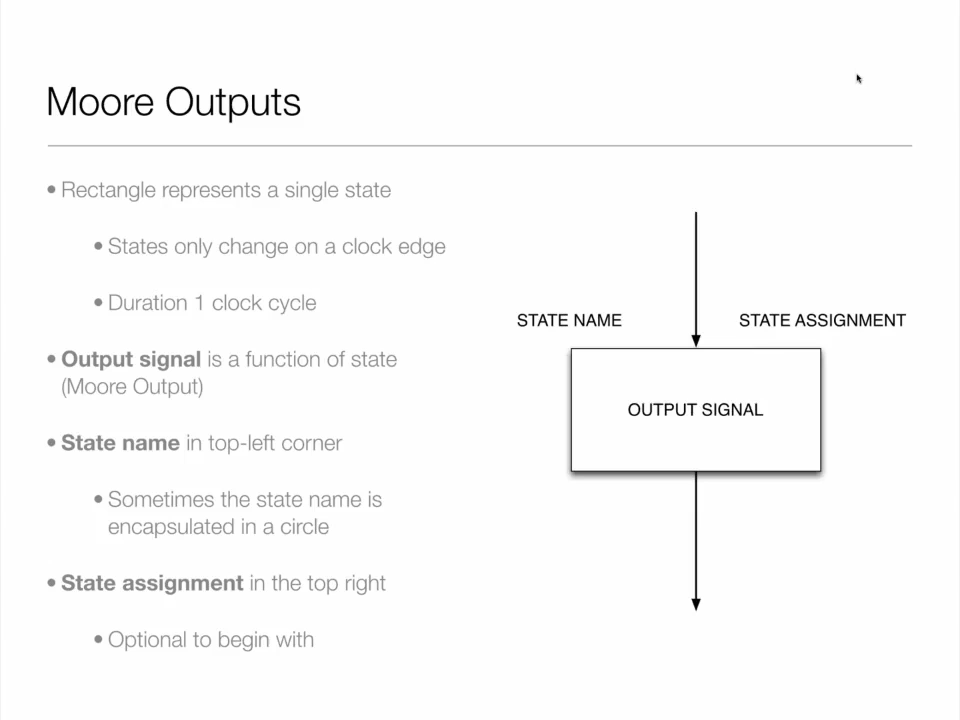 Moore Outputs
• Rectangle represents a single state
• States only change on a clock edge
• Duration 1 clock cycle
• Output signal is a function of state
(Moore Output)
• State name in top-left corner
• Sometimes the state name is
encapsulated in a circle
• State assignment in the top right
• Optional to begin with
STATE NAME
STATE ASSIGNMENT
OUTPUT SIGNAL